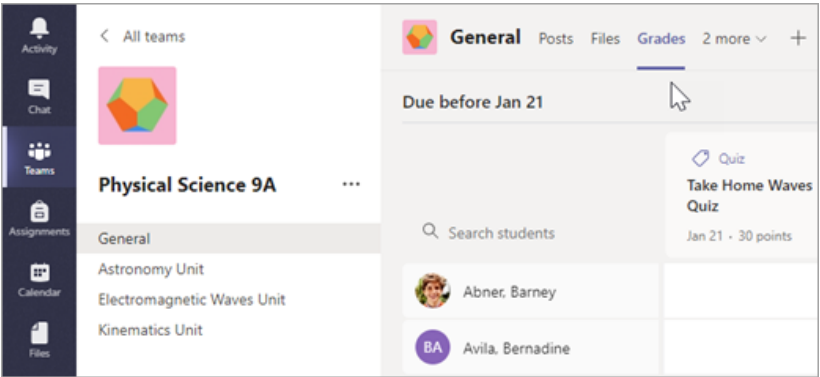 Activity
Chat
Teams
Assignments
Calendar
Files
All teams
Physical Science 9A
General
Astronomy Unit
Electromagnetic Waves Unit
Kinematics Unit
General Posts Files Grades 2 more
Due before Jan 21
Quiz
Take Home Waves
Quiz
Jan 21 • 30 points
Search students
Abner, Barney
BA Avila, Bernadine